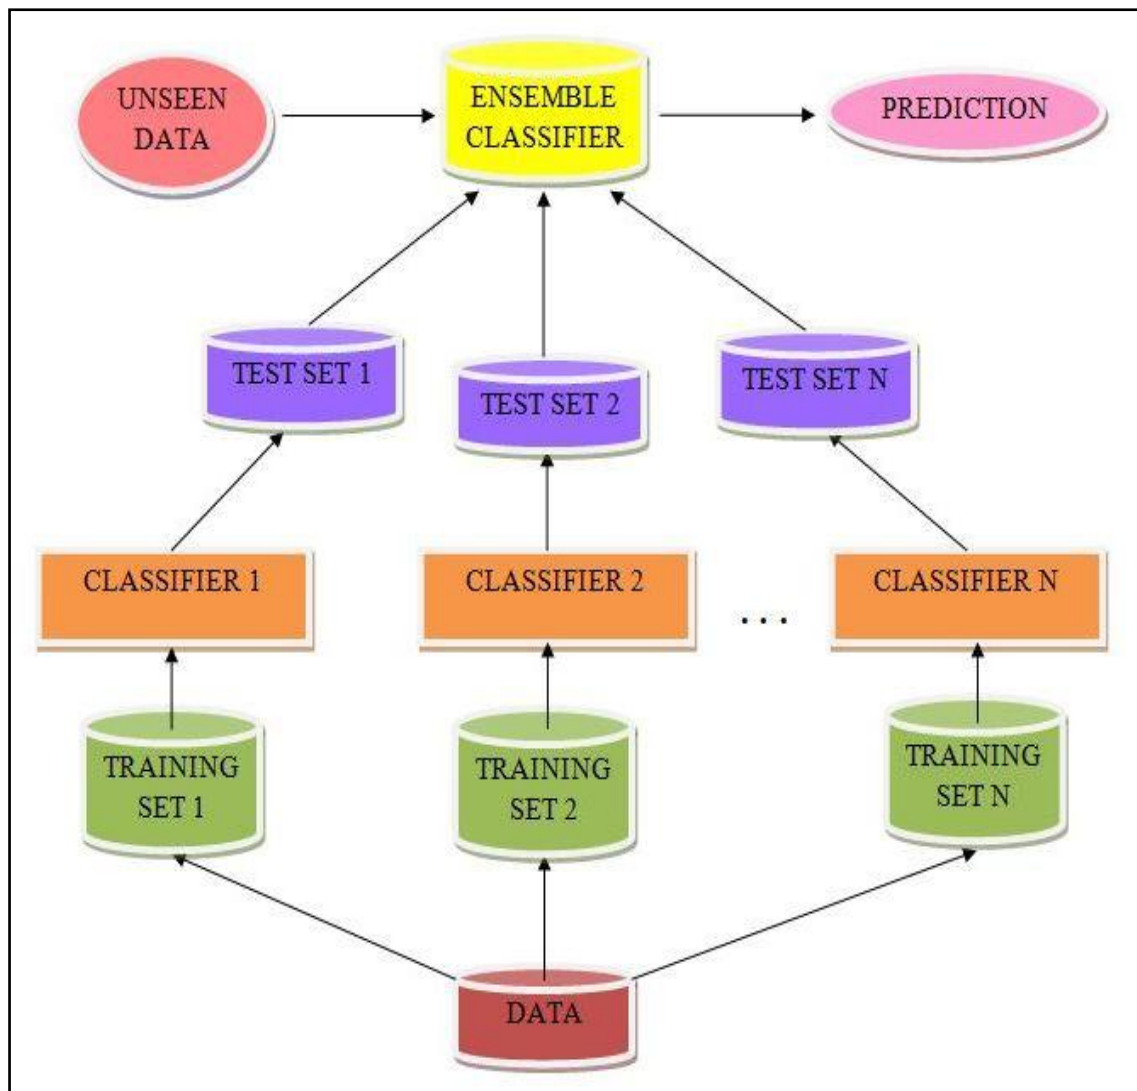 UNSEEN
DATA
ENSEMBLE
CLASSIFIER
PREDICTION
TEST SET 1
TEST SET 2
TEST SET N
CLASSIFIER 1
CLASSIFIER 2
...
CLASSIFIER N
TRAINING
SET 1
TRAINING
SET 2
TRAINING
SET N
DATA